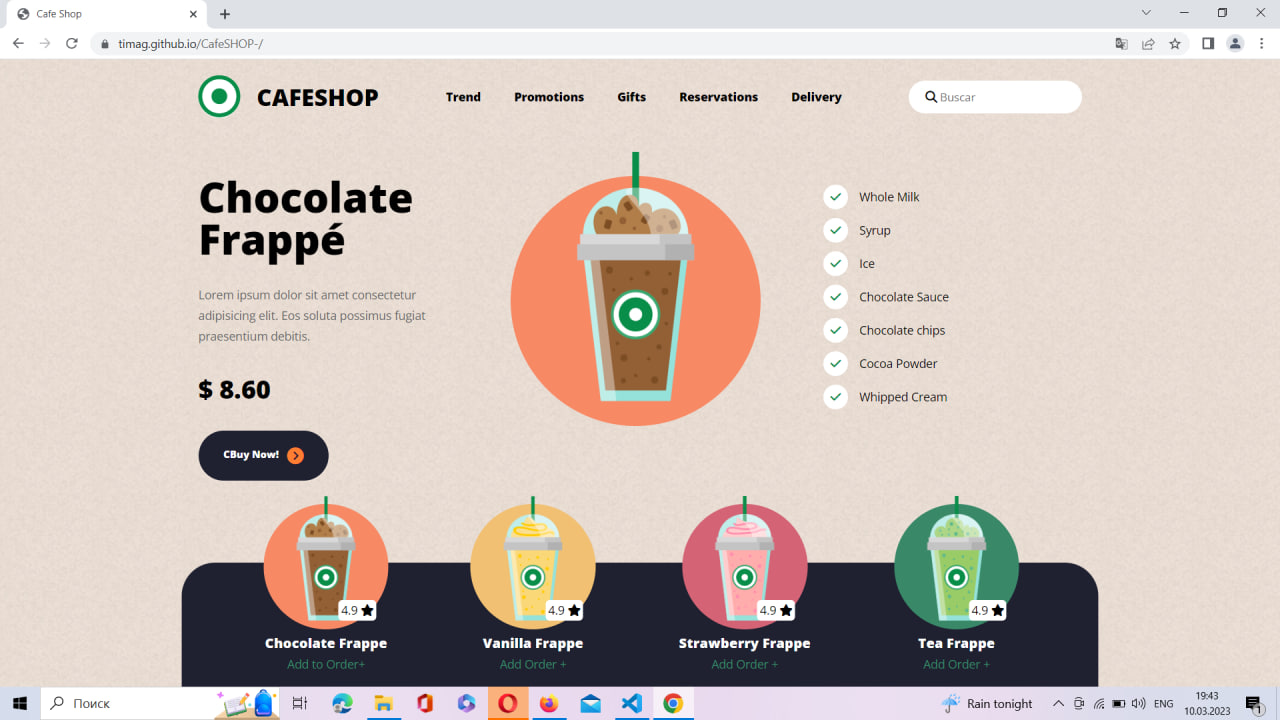 Cafe Shop
timag.github.io/CafeSHOP-/
CAFESHOP
Trend
Promotions
Gifts
Reservations
Delivery
Buscar
Chocolate
Frappé
Lorem ipsum dolor sit amet consectetur
adipisicing elit. Eos soluta possimus fugiat
praesentium debitis.
$ 8.60
CBuy Now!
Whole Milk
Syrup
Ice
Chocolate Sauce
Chocolate chips
Cocoa Powder
Whipped Cream
4.9
Chocolate Frappe
Add to Order+
4.9
Vanilla Frappe
Add Order +
4.9
Strawberry Frappe
Add Order +
4.9
Tea Frappe
Add Order +
Поиск
Rain tonight
ENG
19:43
10.03.2023
1